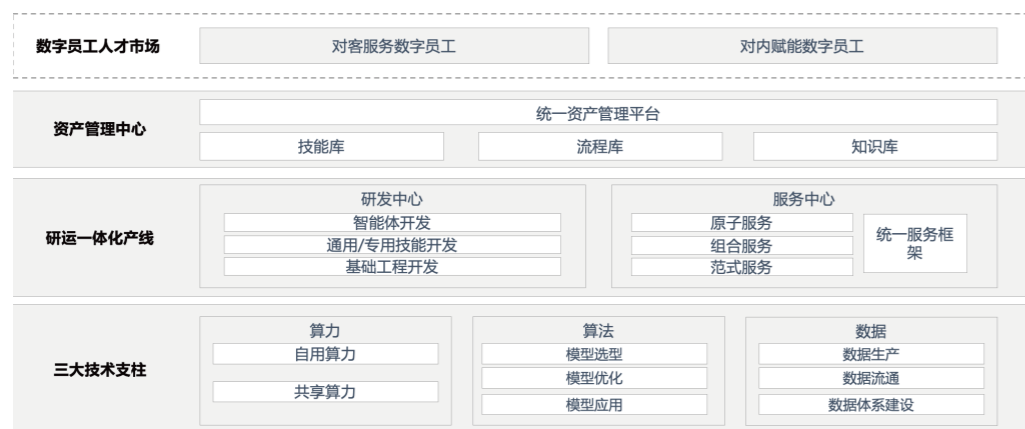 数字员工人才市场
对客服务数字员工
对内赋能数字员工
资产管理中心
统一资产管理平台
技能库
流程库
知识库
研运一体化产线
研发中心
智能体开发
通用/专用技能开发
基础工程开发
服务中心
原子服务
组合服务
范式服务
统一服务框
架
三大技术支柱
算力
自用算力
共享算力
算法
模型选型
模型优化
模型应用
数据
数据生产
数据流通
数据体系建设